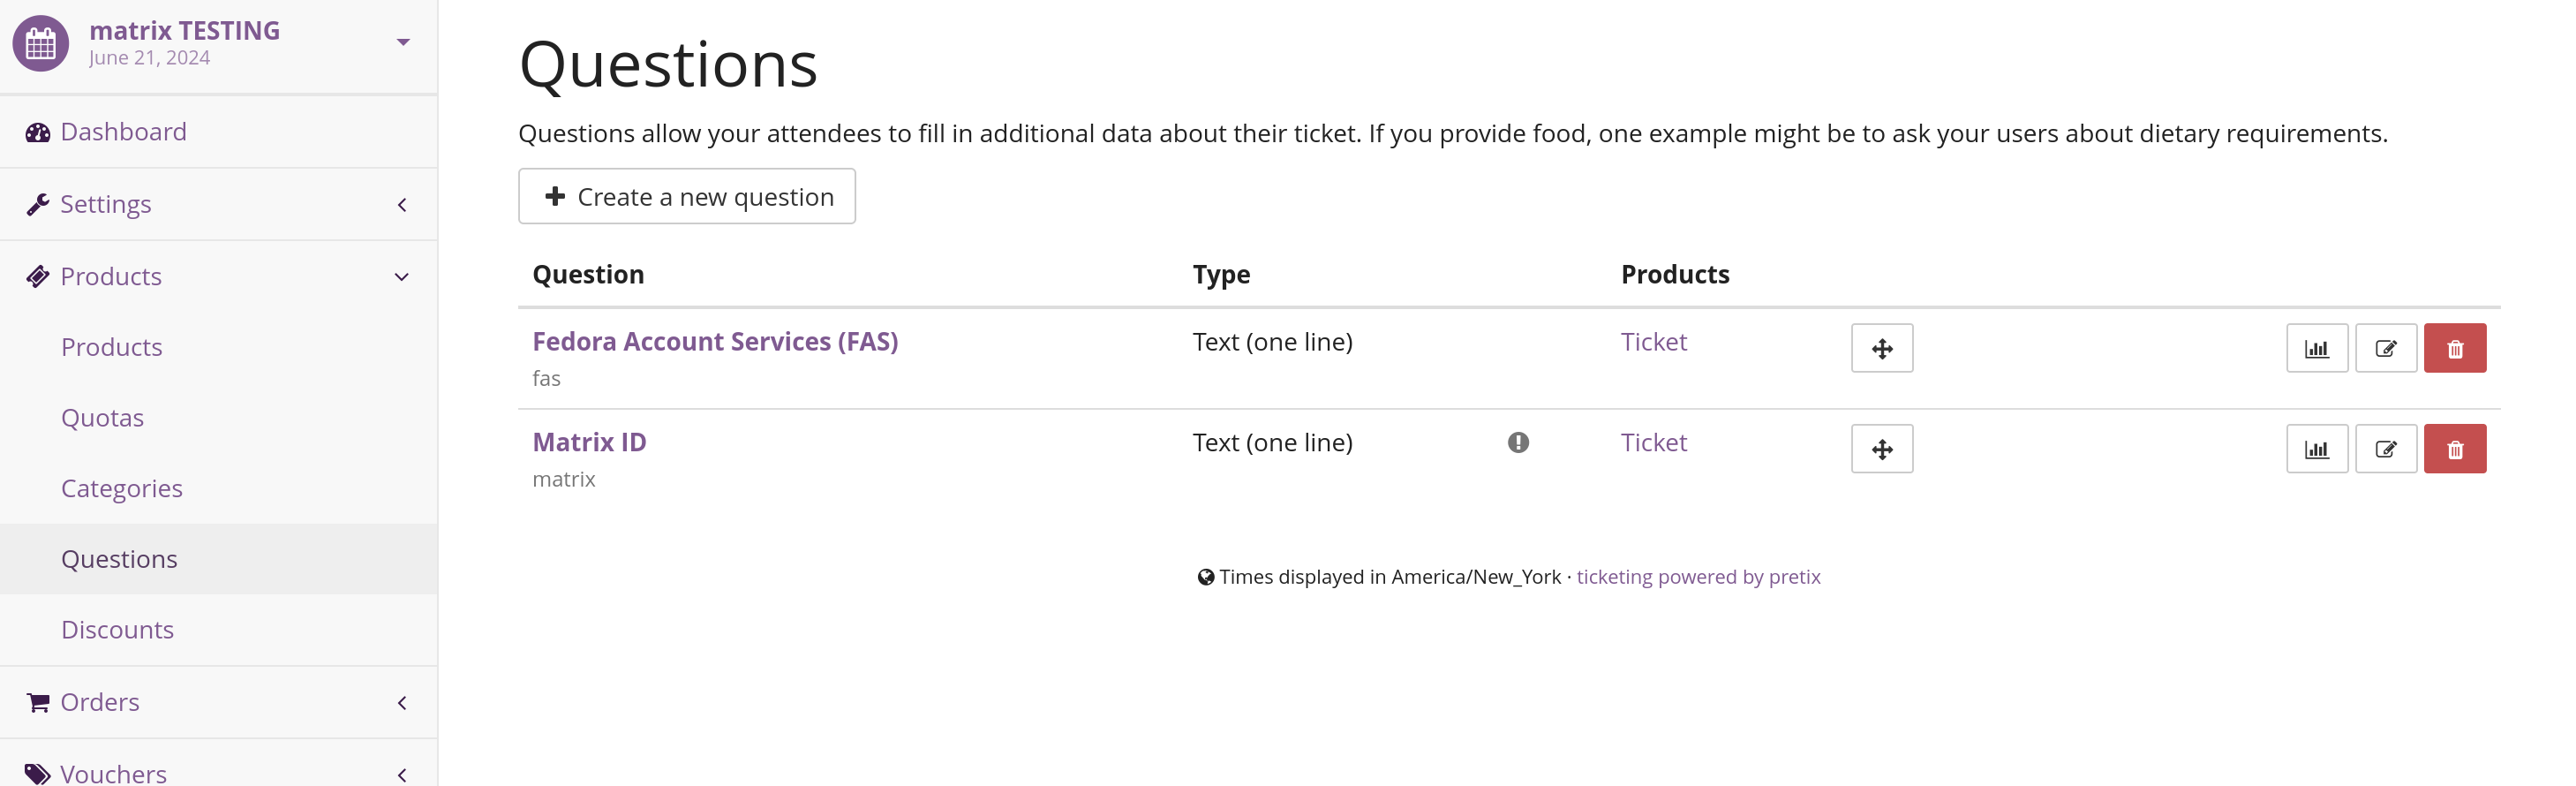 matrix TESTING
June 21, 2024
Dashboard
Settings
Products
Products
Quotas
Categories
Questions
Discounts
Orders
Vouchers
Questions
Questions allow your attendees to fill in additional data about their ticket. If you provide food, one example might be to ask your users about dietary requirements.
Create a new question
Question Type Products
Fedora Account Services (FAS) Text (one line) Ticket
fas
Matrix ID Text (one line) Ticket
matrix
Times displayed in America/New_York · ticketing powered by pretix